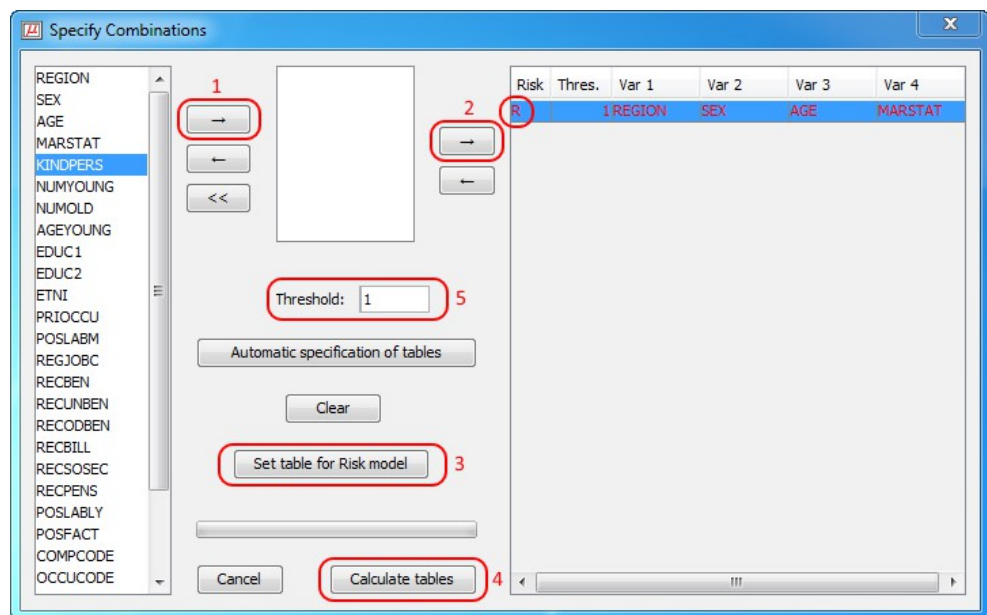 μ Specify Combinations
X
REGION
SEX
AGE
MARSTAT
KINDPERS
NUMYOUNG
NUMOLD
AGEYOUNG
EDUC1
EDUC2
ETNI
PRIOCCU
POSLABM
REGJOBC
RECBEN
RECUNBEN
RECODBEN
RECBILL
RECSOSEC
RECPENS
POSLABLY
POSFACT
COMPCODE
OCCUCODE
1
→
←
<<
2
→
←
Threshold: 1 5
Automatic specification of tables
Clear
Set table for Risk model 3
Cancel Calculate tables 4
Risk Thres. Var 1 Var 2 Var 3 Var 4
R 1 REGION SEX AGE MARSTAT